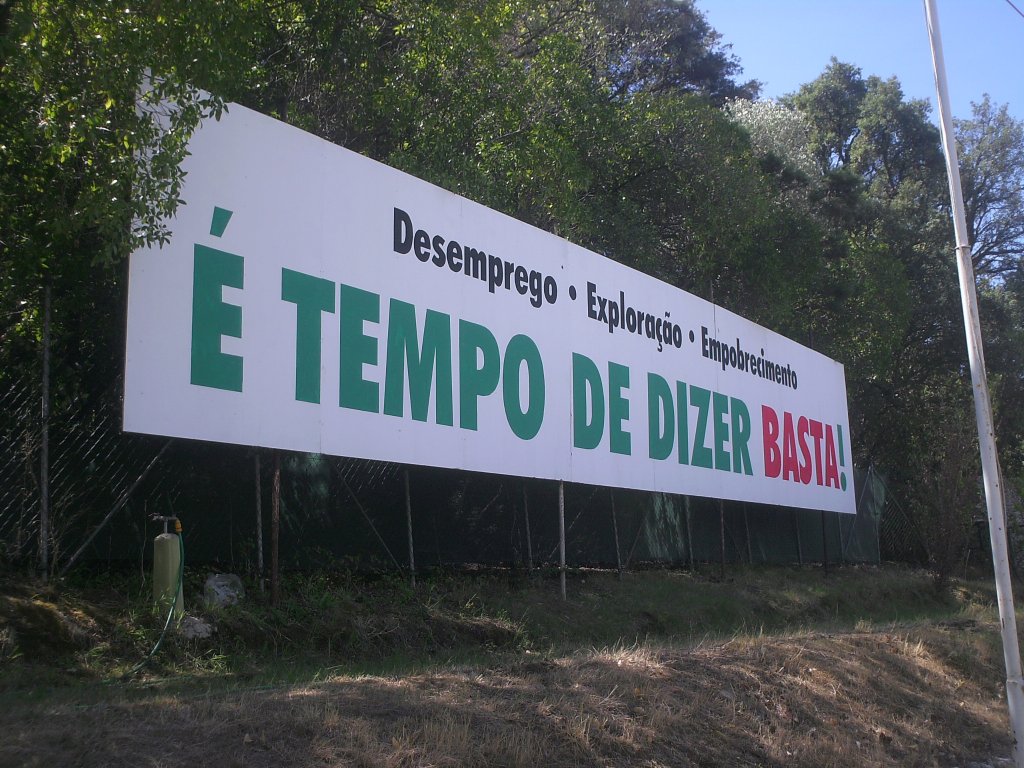 Desemprego • Exploração • Empobrecimento
É TEMPO DE DIZER BASTA!